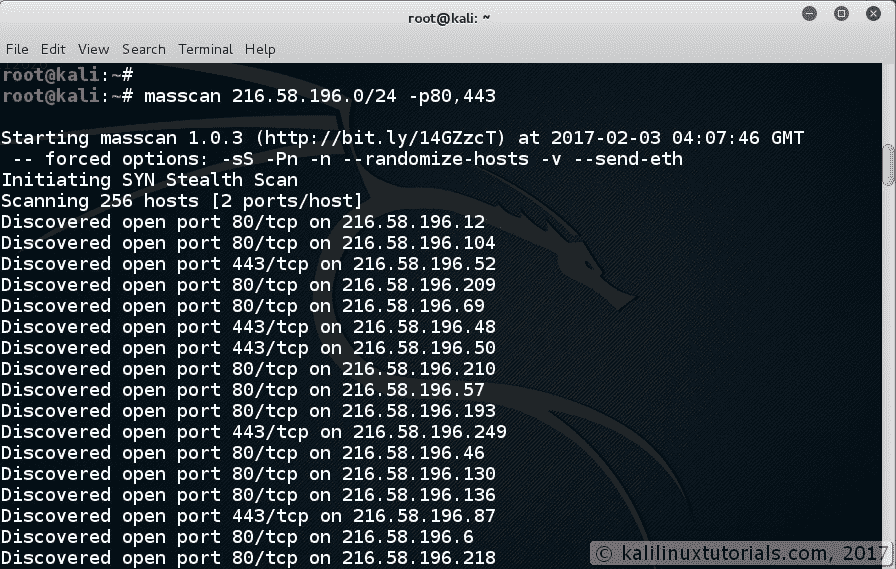 root@kali: ~
File Edit View Search Terminal Help
root@kali:~#
root@kali:~# masscan 216.58.196.0/24 -p80,443
Starting masscan 1.0.3 (http://bit.ly/14GZzcT) at 2017-02-03 04:07:46 GMT
 -- forced options: -sS -Pn -n --randomize-hosts -v --send-eth
Initiating SYN Stealth Scan
Scanning 256 hosts [2 ports/host]
Discovered open port 80/tcp on 216.58.196.12
Discovered open port 80/tcp on 216.58.196.104
Discovered open port 443/tcp on 216.58.196.52
Discovered open port 80/tcp on 216.58.196.209
Discovered open port 80/tcp on 216.58.196.69
Discovered open port 443/tcp on 216.58.196.48
Discovered open port 443/tcp on 216.58.196.50
Discovered open port 80/tcp on 216.58.196.210
Discovered open port 80/tcp on 216.58.196.57
Discovered open port 80/tcp on 216.58.196.193
Discovered open port 443/tcp on 216.58.196.249
Discovered open port 80/tcp on 216.58.196.46
Discovered open port 80/tcp on 216.58.196.130
Discovered open port 80/tcp on 216.58.196.136
Discovered open port 443/tcp on 216.58.196.87
Discovered open port 80/tcp on 216.58.196.6
Discovered open port 80/tcp on 216.58.196.218
© kalilinuxtutorials.com, 2017